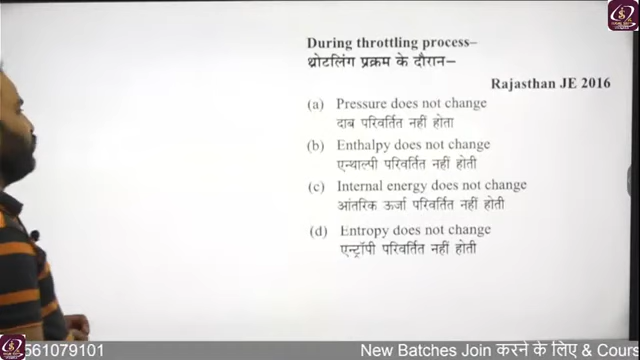 During throttling process–
थ्रोटलिंग प्रक्रम के दौरान–
Rajasthan JE 2016
(a) Pressure does not change
दाब परिवर्तित नहीं होता
(b) Enthalpy does not change
एन्थाल्पी परिवर्तित नहीं होती
(c) Internal energy does not change
आंतरिक ऊर्जा परिवर्तित नहीं होती
(d) Entropy does not change
एन्ट्रॉपी परिवर्तित नहीं होती
561079101 New Batches Join करने के लिए & Cours